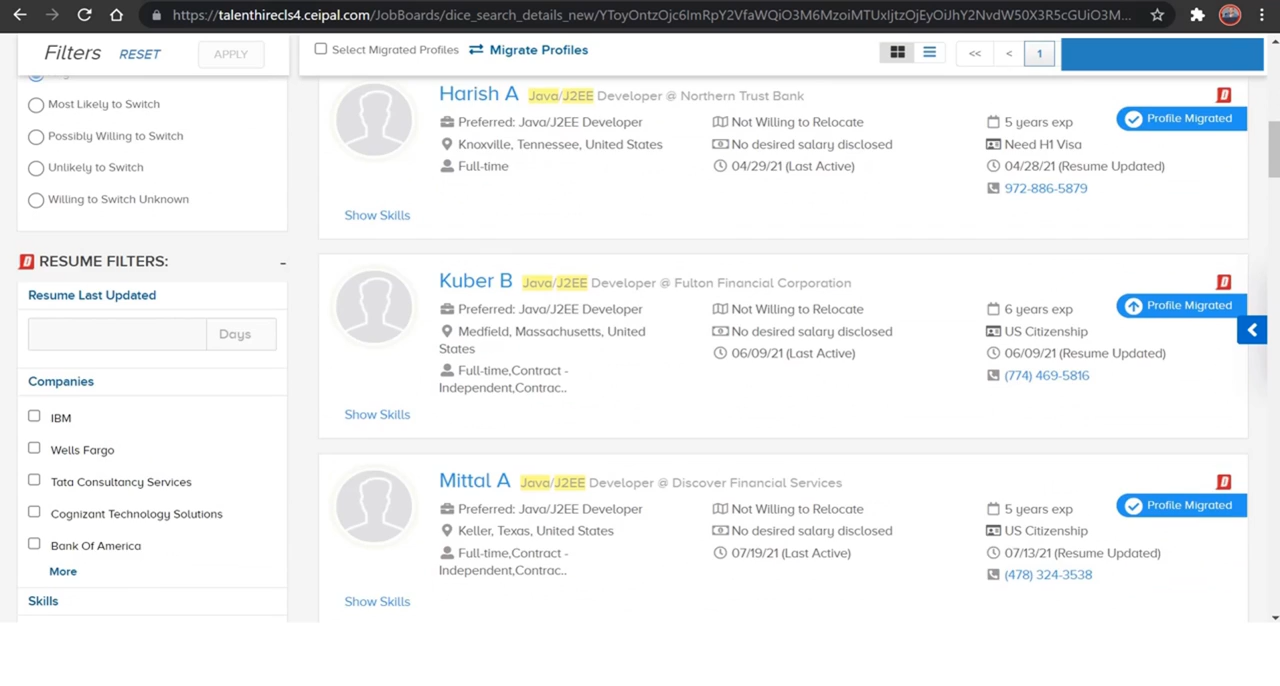 https://talenthirecls4.ceipal.com/JobBoards/dice_search_details_new/YToyOntzOjc6ImRpY2VfaWQiO3M6MzoiMTUxIjtzOjEyOiJhY2NvdW50X3R5cGUiO3M...
Filters RESET APPLY
Select Migrated Profiles Migrate Profiles
<< < 1
Most Likely to Switch
Possibly Willing to Switch
Unlikely to Switch
Willing to Switch Unknown
D RESUME FILTERS: -
Resume Last Updated
Days
Companies
IBM
Wells Fargo
Tata Consultancy Services
Cognizant Technology Solutions
Bank Of America
More
Skills
Harish A Java/J2EE Developer @ Northern Trust Bank
D
Preferred: Java/J2EE Developer Not Willing to Relocate 5 years exp Profile Migrated
Knoxville, Tennessee, United States No desired salary disclosed Need H1 Visa
Full-time 04/29/21 (Last Active) 04/28/21 (Resume Updated)
972-886-5879
Show Skills
Kuber B Java/J2EE Developer @ Fulton Financial Corporation
D
Preferred: Java/J2EE Developer Not Willing to Relocate 6 years exp Profile Migrated
Medfield, Massachusetts, United No desired salary disclosed US Citizenship
States 06/09/21 (Last Active) 06/09/21 (Resume Updated)
Full-time,Contract - (774) 469-5816
Independent,Contrac..
Show Skills
Mittal A Java/J2EE Developer @ Discover Financial Services
D
Preferred: Java/J2EE Developer Not Willing to Relocate 5 years exp Profile Migrated
Keller, Texas, United States No desired salary disclosed US Citizenship
Full-time,Contract - 07/19/21 (Last Active) 07/13/21 (Resume Updated)
Independent,Contrac.. (478) 324-3538
Show Skills